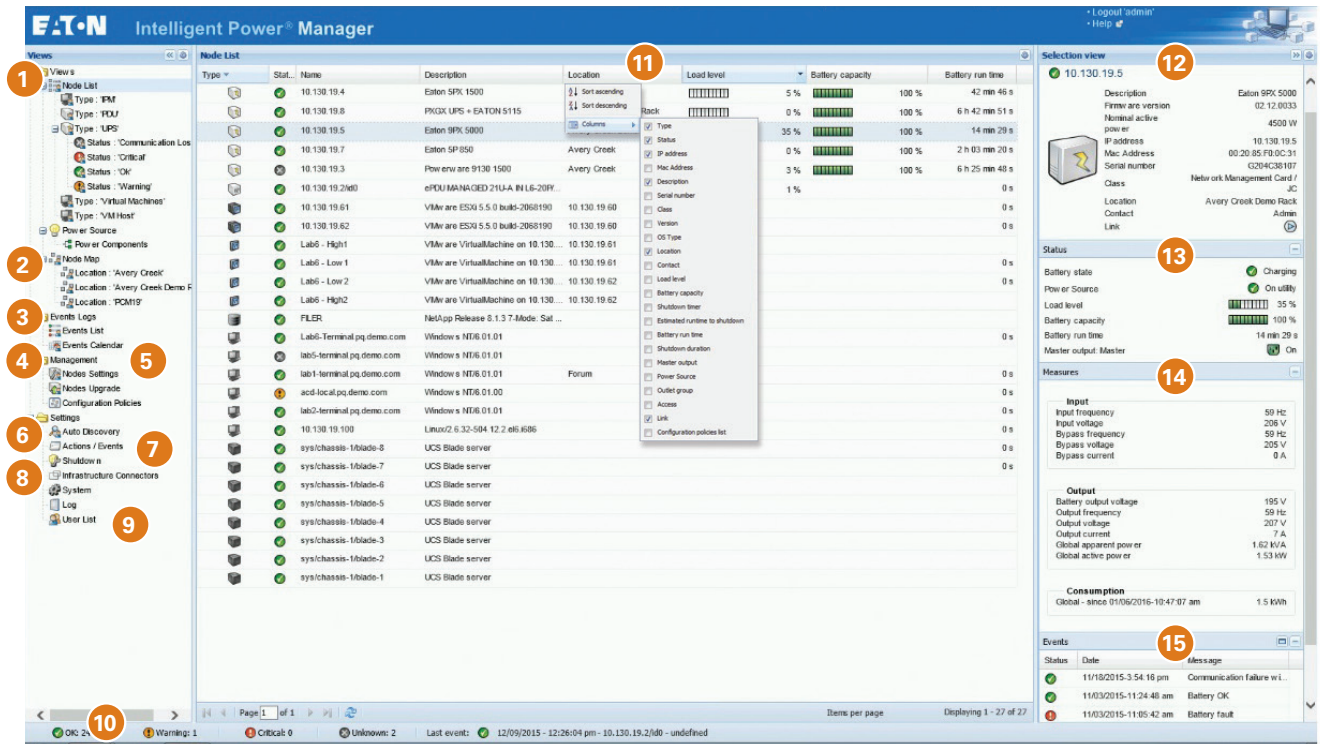 EATON Intelligent Power® Manager
Logout 'admin'
Help
Views
1
Views
Node List
Type : 'IPM'
Type : 'PDU'
Type : 'UPS'
Status : 'Communication Los
Status : 'Critical'
Status : 'Ok'
Status : 'Warning'
Type : 'Virtual Machines'
Type : 'VM Host'
Power Source
Power Components
2
Node Map
Location : 'Avery Creek'
Location : 'Avery Creek Demo R
Location : 'PCM19'
3
Events Logs
Events List
Events Calendar
4
Management
5
Nodes Settings
Nodes Upgrade
Configuration Policies
Settings
6
Auto Discovery
Actions / Events
7
Shutdown
8
Infrastructure Connectors
System
Log
User List
9
Node List
11
Type Stat... Name Description Location Load level Battery capacity Battery run time
10.130.19.4 Eaton 5PX 1500 5 % 100 % 42 min 46 s
10.130.19.8 PXGX UPS + EATON 5115 Rack 0 % 100 % 6 h 42 min 51 s
10.130.19.5 Eaton 9PX 5000 35 % 100 % 14 min 29 s
10.130.19.7 Eaton 5P 850 Avery Creek 0 % 100 % 2 h 03 min 20 s
10.130.19.3 Powerware 9130 1500 Avery Creek 3 % 100 % 6 h 25 min 48 s
10.130.19.2/id0 ePDU MANAGED 21U-A IN L6-20P/... 1 % 0 s
10.130.19.61 VMware ESXi 5.5.0 build-2068190 10.130.19.60 0 s
10.130.19.62 VMware ESXi 5.5.0 build-2068190 10.130.19.60 0 s
Lab6 - High1 VMware VirtualMachine on 10.130.... 10.130.19.61
Lab6 - Low 1 VMware VirtualMachine on 10.130.... 10.130.19.61 0 s
Lab6 - Low 2 VMware VirtualMachine on 10.130.... 10.130.19.62 0 s
Lab6 - High2 VMware VirtualMachine on 10.130.... 10.130.19.62 0 s
FILER NetApp Release 8.1.3 7-Mode: Sat ...
Lab6-Terminal.pq.demo.com Windows NT/6.01.01 0 s
lab5-terminal.pq.demo.com Windows NT/6.01.01
lab1-terminal.pq.demo.com Windows NT/6.01.01 Forum 0 s
acd-local.pq.demo.com Windows NT/6.01.00 0 s
lab2-terminal.pq.demo.com Windows NT/6.01.01 0 s
10.130.19.100 Linux/2.6.32-504.12.2.el6.i686 0 s
sys/chassis-1/blade-8 UCS Blade server 0 s
sys/chassis-1/blade-7 UCS Blade server 0 s
sys/chassis-1/blade-6 UCS Blade server
sys/chassis-1/blade-5 UCS Blade server
sys/chassis-1/blade-4 UCS Blade server
sys/chassis-1/blade-3 UCS Blade server
sys/chassis-1/blade-2 UCS Blade server
sys/chassis-1/blade-1 UCS Blade server
Sort ascending
Sort descending
Columns
Type
Status
IP address
Mac Address
Description
Serial number
Class
Version
OS Type
Location
Contact
Load level
Battery capacity
Shutdown timer
Estimated runtime to shutdown
Battery run time
Shutdown duration
Master output
Power Source
Outlet group
Access
Link
Configuration policies list
Page 1 of 1
Items per page
Displaying 1 - 27 of 27
Selection view
12
10.130.19.5
Description Eaton 9PX 5000
Firmware version 02.12.0033
Nominal active power 4500 W
IP address 10.130.19.5
Mac Address 00:20:85:F0:0C:31
Serial number G204C38107
Class Network Management Card / JC
Location Avery Creek Demo Rack
Contact Admin
Link
Status
13
Battery state Charging
Power Source On utility
Load level 35 %
Battery capacity 100 %
Battery run time 14 min 29 s
Master output: Master On
Measures
14
Input
Input frequency 59 Hz
Input voltage 206 V
Bypass frequency 59 Hz
Bypass voltage 205 V
Bypass current 0 A
Output
Battery output voltage 195 V
Output frequency 59 Hz
Output voltage 207 V
Output current 7 A
Global apparent power 1.62 kVA
Global active power 1.53 kW
Consumption
Global - since 01/06/2016-10:47:07 am 1.5 kWh
Events
15
Status Date Message
11/18/2015-3:54:16 pm Communication failure wi...
11/03/2015-11:24:48 am Battery OK
11/03/2015-11:05:42 am Battery fault
10
OK: 24 Warning: 1 Critical: 0 Unknown: 2 Last event: 12/09/2015 - 12:26:04 pm - 10.130.19.2/id0 - undefined